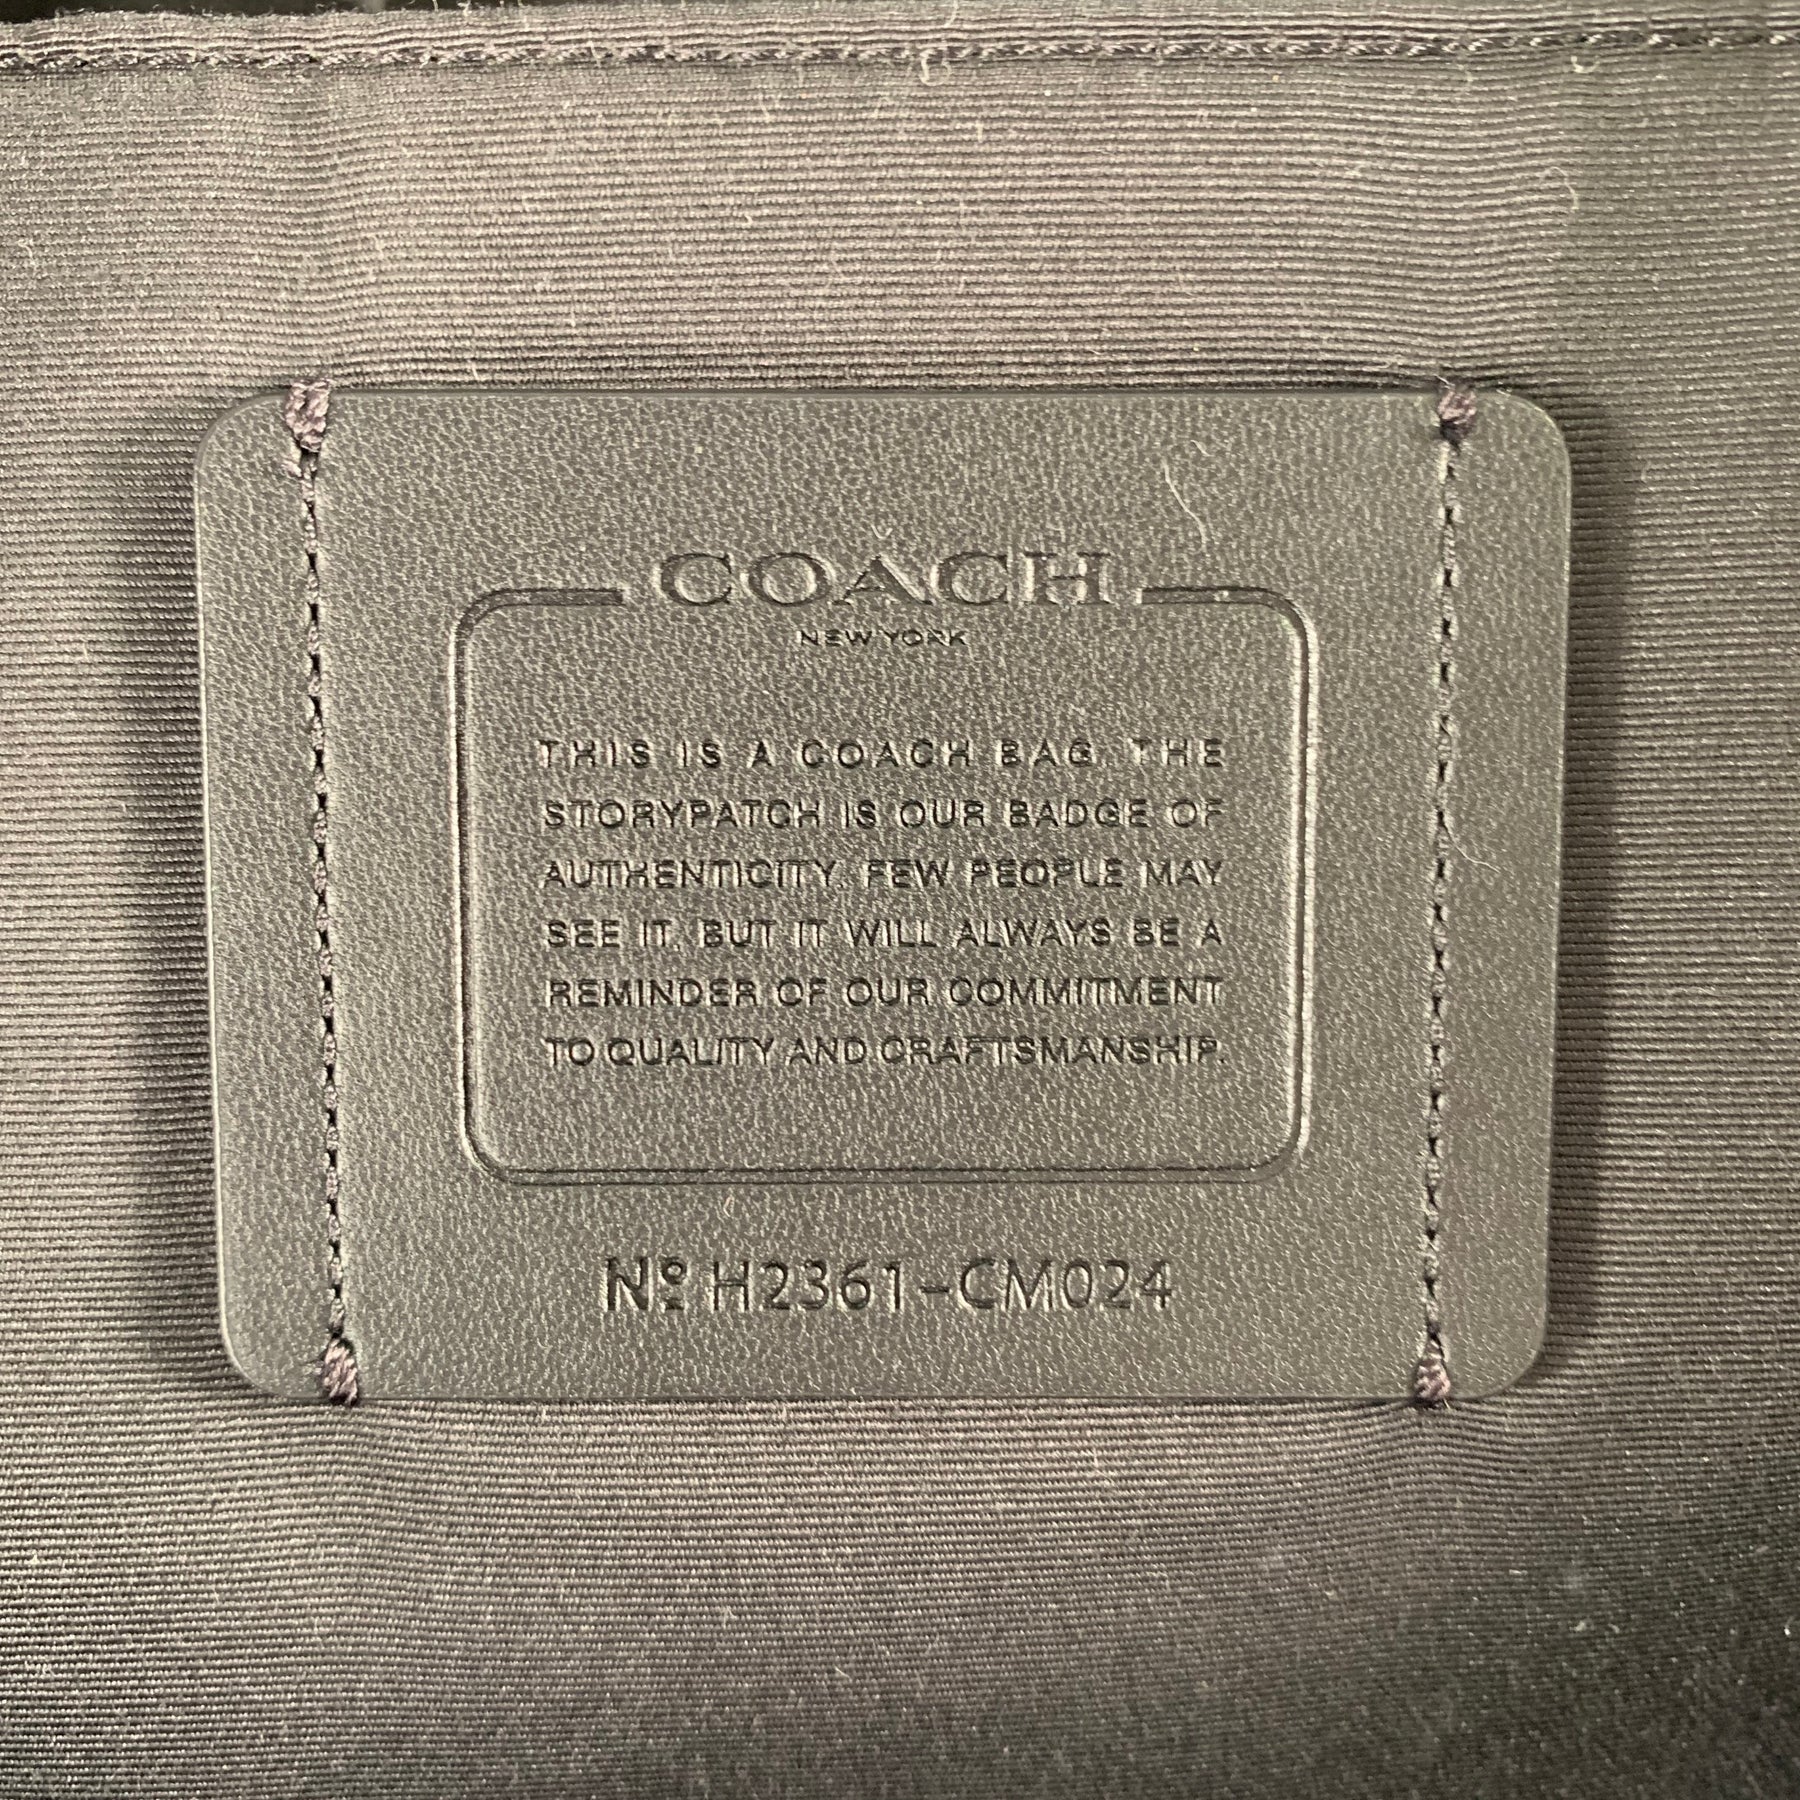 COACH
NEW YORK
THIS IS A COACH BAG. THE
STORYPATCH IS OUR BADGE OF
AUTHENTICITY. FEW PEOPLE MAY
SEE IT, BUT IT WILL ALWAYS BE A
REMINDER OF OUR COMMITMENT
TO QUALITY AND CRAFTSMANSHIP.
Nº H2361-CM024